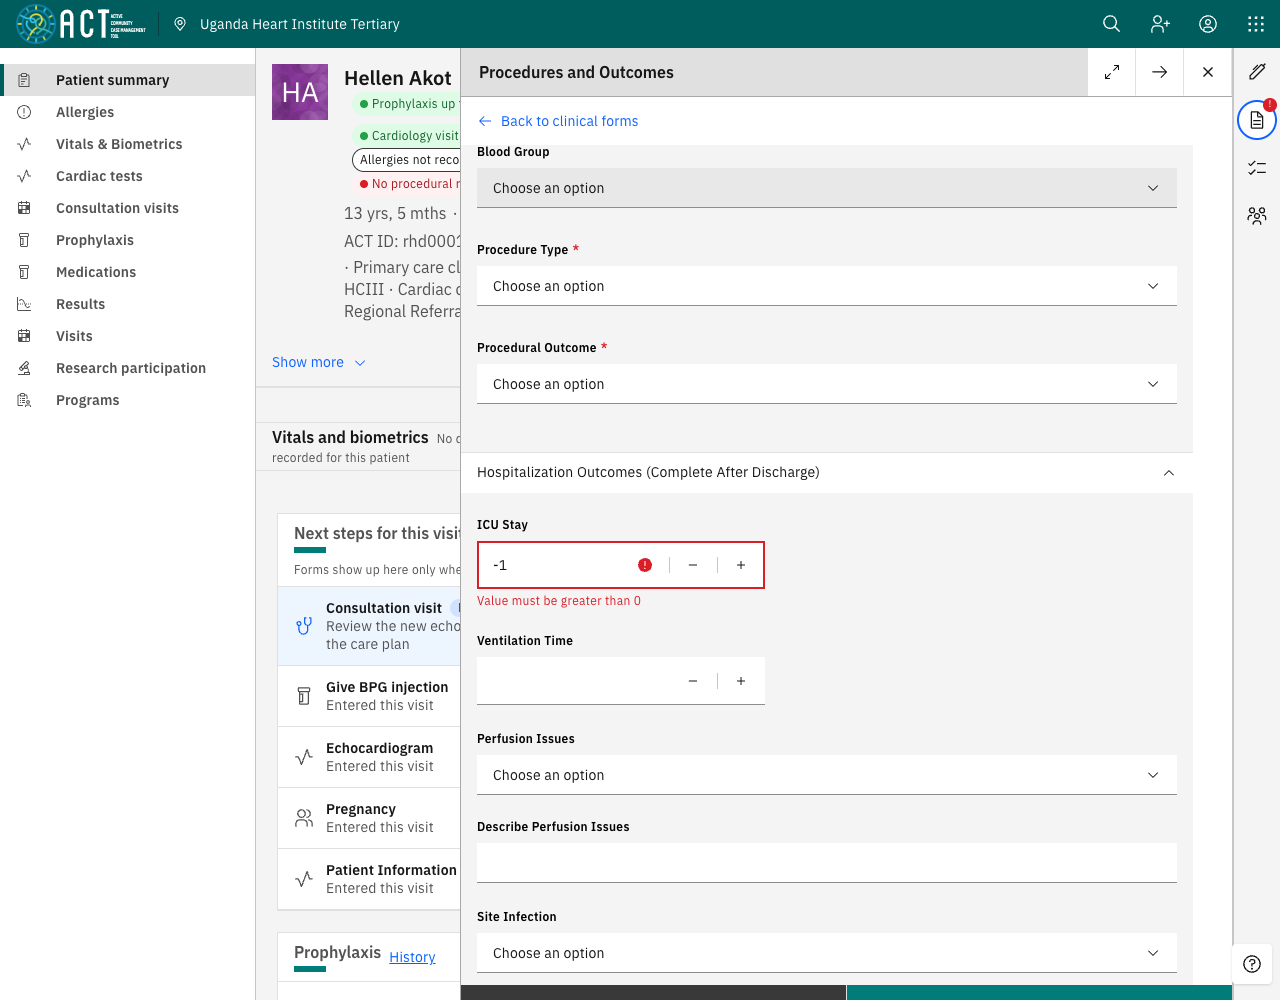 ACT
ACTIVE
COMMUNITY
CASE MANAGEMENT
TOOL
Uganda Heart Institute Tertiary
Patient summary
Allergies
Vitals & Biometrics
Cardiac tests
Consultation visits
Prophylaxis
Medications
Results
Visits
Research participation
Programs
HA
Hellen Akot
Prophylaxis up
Cardiology visit
Allergies not reco
No procedural
13 yrs, 5 mths ·
ACT ID: rhd0001
· Primary care cl
HCIII · Cardiac
Regional Referra
Show more
Vitals and biometrics No
recorded for this patient
Next steps for this visit
Forms show up here only whe
Consultation visit
Review the new echo
the care plan
Give BPG injection
Entered this visit
Echocardiogram
Entered this visit
Pregnancy
Entered this visit
Patient Information
Entered this visit
Prophylaxis History
Procedures and Outcomes
Back to clinical forms
Blood Group
Choose an option
Procedure Type *
Choose an option
Procedural Outcome *
Choose an option
Hospitalization Outcomes (Complete After Discharge)
ICU Stay
-1
Value must be greater than 0
Ventilation Time
Perfusion Issues
Choose an option
Describe Perfusion Issues
Site Infection
Choose an option